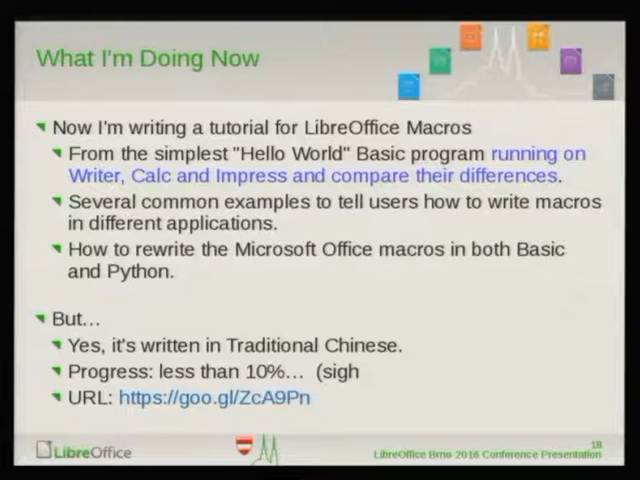 What I'm Doing Now
Now I'm writing a tutorial for LibreOffice Macros
From the simplest "Hello World" Basic program running on
Writer, Calc and Impress and compare their differences.
Several common examples to tell users how to write macros
in different applications.
How to rewrite the Microsoft Office macros in both Basic
and Python.
But...
Yes, it's written in Traditional Chinese.
Progress: less than 10%... (sigh
URL: https://goo.gl/ZcA9Pn
LibreOffice
18
LibreOffice Brno 2016 Conference Presentation